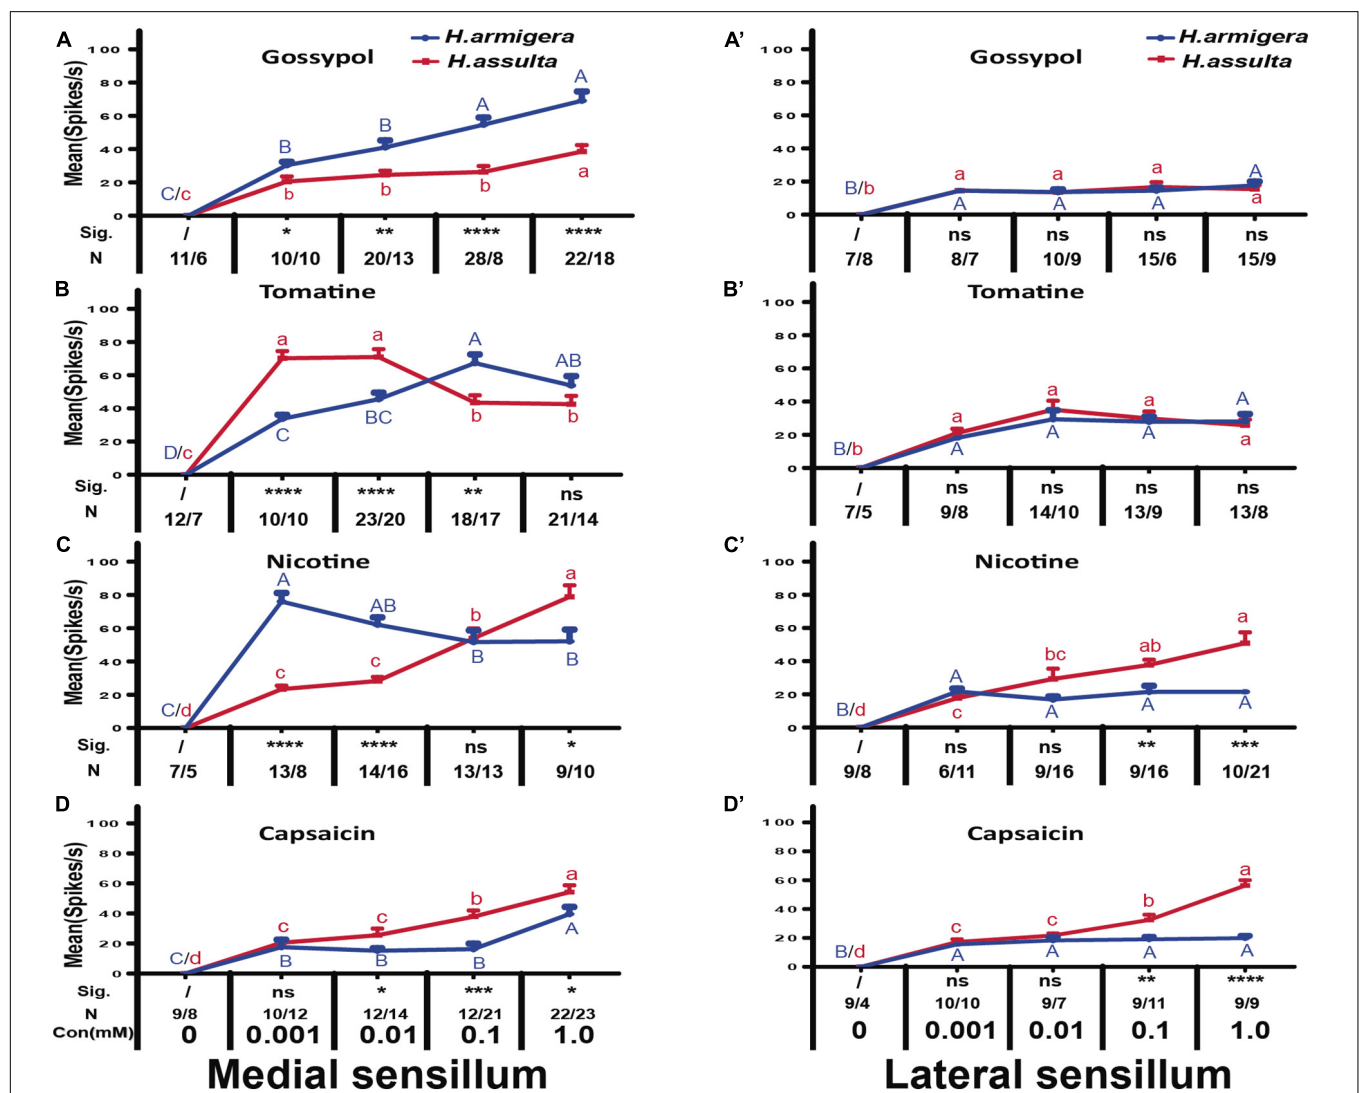 A
Gossypol
H.armigera
H.assulta
Mean(Spikes/s)
100
80
60
40
20
0
C/c
B
b
B
b
A
b
A
a
Sig. / * ** **** ****
N 11/6 10/10 20/13 28/8 22/18
A'
Gossypol
H.armigera
H.assulta
100
80
60
40
20
0
B/b
a
A
a
A
a
A
A
a
/ ns ns ns ns
7/8 8/7 10/9 15/6 15/9
B
Tomatine
Mean(Spikes/s)
100
80
60
40
20
0
D/c
a
C
a
BC
A
b
AB
b
Sig. / **** **** ** ns
N 12/7 10/10 23/20 18/17 21/14
B'
Tomatine
100
80
60
40
20
0
B/b
a
A
a
A
a
A
A
a
/ ns ns ns ns
7/5 9/8 14/10 13/9 13/8
C
Nicotine
Mean(Spikes/s)
100
80
60
40
20
0
C/d
A
c
AB
c
b
B
a
B
Sig. / **** **** ns *
N 7/5 13/8 14/16 13/13 9/10
C'
Nicotine
100
80
60
40
20
0
B/d
A
c
bc
A
ab
A
a
A
/ ns ns ** ***
9/8 6/11 9/16 9/16 10/21
D
Capsaicin
Mean(Spikes/s)
100
80
60
40
20
0
C/d
c
B
c
B
b
B
a
A
Sig. / ns * *** *
N 9/8 10/12 12/14 12/21 22/23
Con(mM) 0 0.001 0.01 0.1 1.0
Medial sensillum
D'
Capsaicin
100
80
60
40
20
0
B/d
c
A
c
A
b
A
a
A
/ ns ns ** ****
9/4 10/10 9/7 9/11 9/9
0 0.001 0.01 0.1 1.0
Lateral sensillum